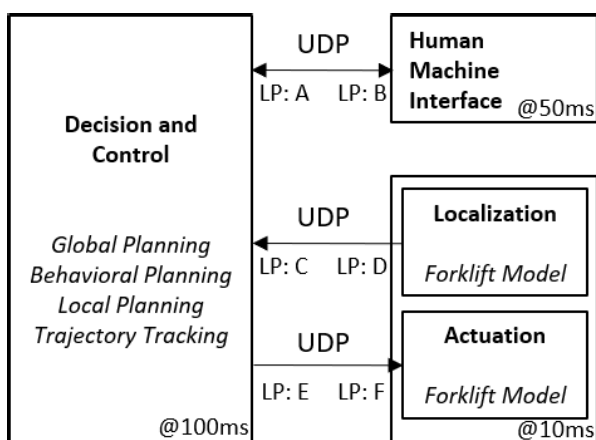 Decision and
Control
Global Planning
Behavioral Planning
Local Planning
Trajectory Tracking
@100ms
UDP
LP: A LP: B
Human
Machine
Interface
@50ms
UDP
LP: C LP: D
Localization
Forklift Model
UDP
LP: E LP: F
Actuation
Forklift Model
@10ms